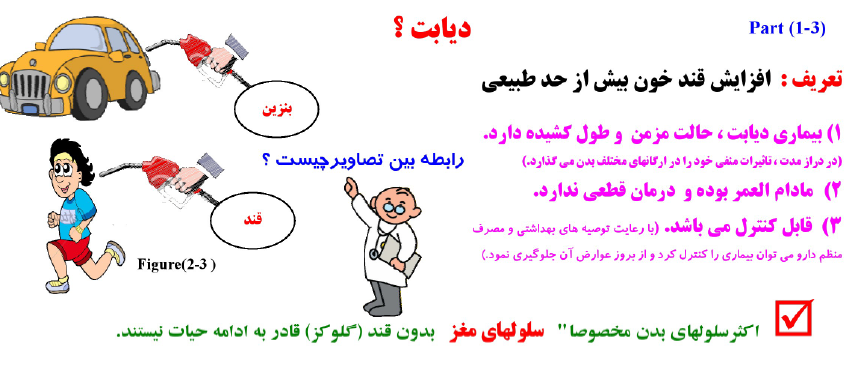 Part (1-3)
دیابت ؟
تعریف : افزایش قند خون بیش از حد طبیعی
بنزین
۱) بیماری دیابت ، حالت مزمن و طول کشیده دارد.
(در دراز مدت ، تاثیرات منفی خود را در ارگانهای مختلف بدن می گذارد.)
رابطه بین تصاویرچیست ؟
۲) مادام العمر بوده و درمان قطعی ندارد.
قند
۳) قابل کنترل می باشد. (با رعایت توصیه های بهداشتی و مصرف
منظم دارو می توان بیماری را کنترل کرد و از بروز عوارض آن جلوگیری نمود.)
Figure(2-3 )
اکثرسلولهای بدن مخصوصا" سلولهای مغز بدون قند (گلوکز) قادر به ادامه حیات نیستند.